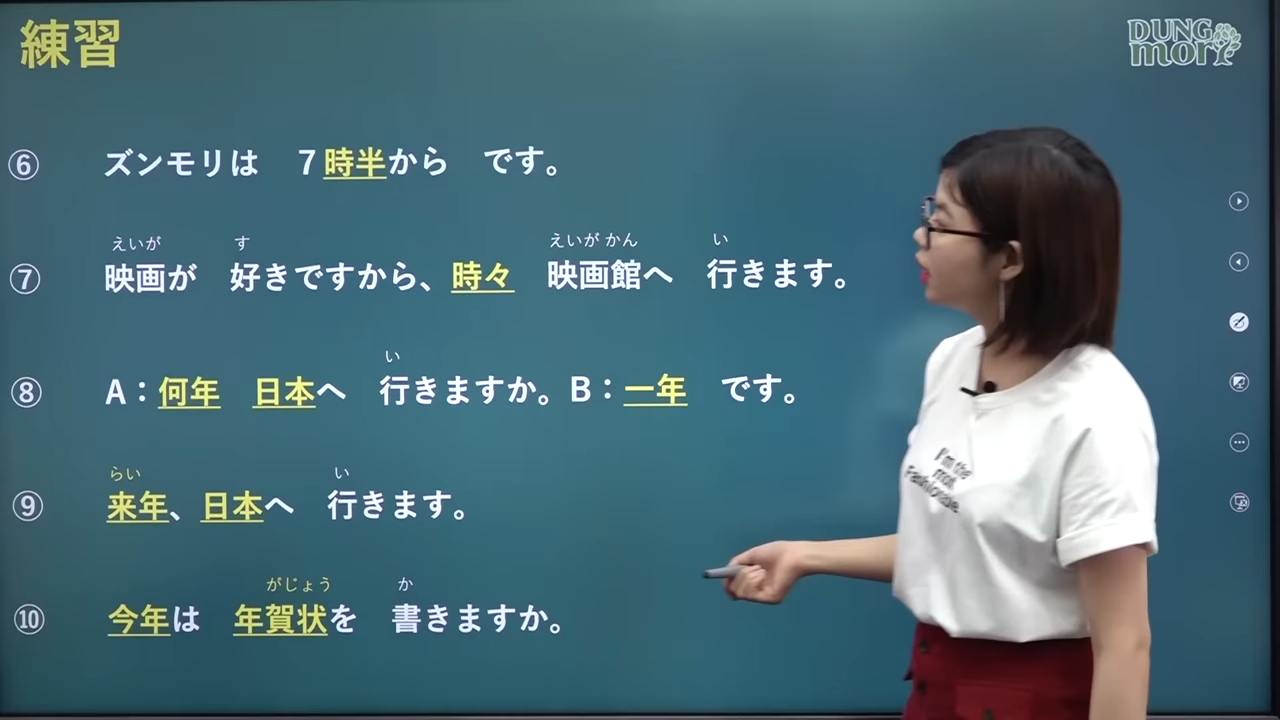 練習
DUNG
mori
⑥ ズンモリは 7時半から です。
えいが す えいが かん い
⑦ 映画が 好きですから、時々 映画館へ 行きます。
い
⑧ A：何年 日本へ 行きますか。B：一年 です。
らい い
⑨ 来年、日本へ 行きます。
がじょう か
⑩ 今年は 年賀状を 書きますか。
I'm the
most
Fashionable